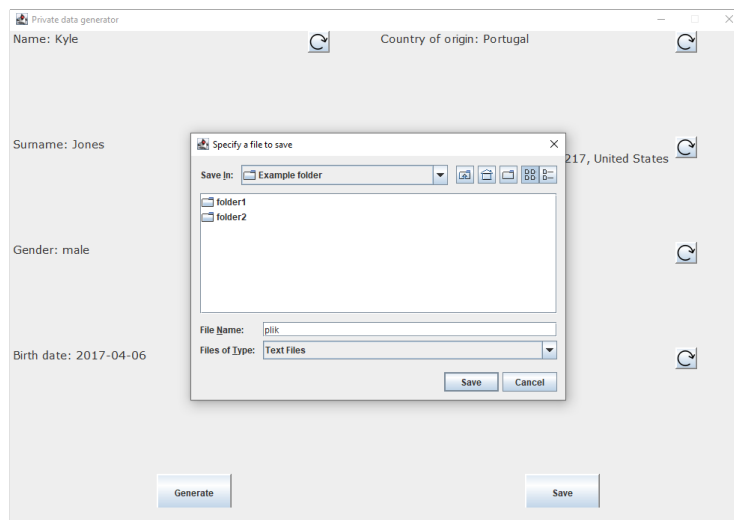 Private data generator
Name: Kyle
Country of origin: Portugal
Surname: Jones
217, United States
Specify a file to save
Save In: Example folder
folder1
folder2
File Name: plik
Files of Type: Text Files
Save Cancel
Gender: male
Birth date: 2017-04-06
Generate
Save